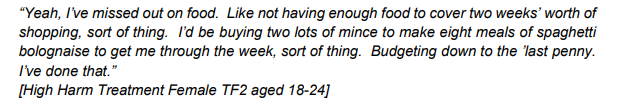 “Yeah, I’ve missed out on food.  Like not having enough food to cover two weeks’ worth of
shopping, sort of thing.  I’d be buying two lots of mince to make eight meals of spaghetti
bolognaise to get me through the week, sort of thing.  Budgeting down to the ’last penny.
I’ve done that.”
[High Harm Treatment Female TF2 aged 18-24]